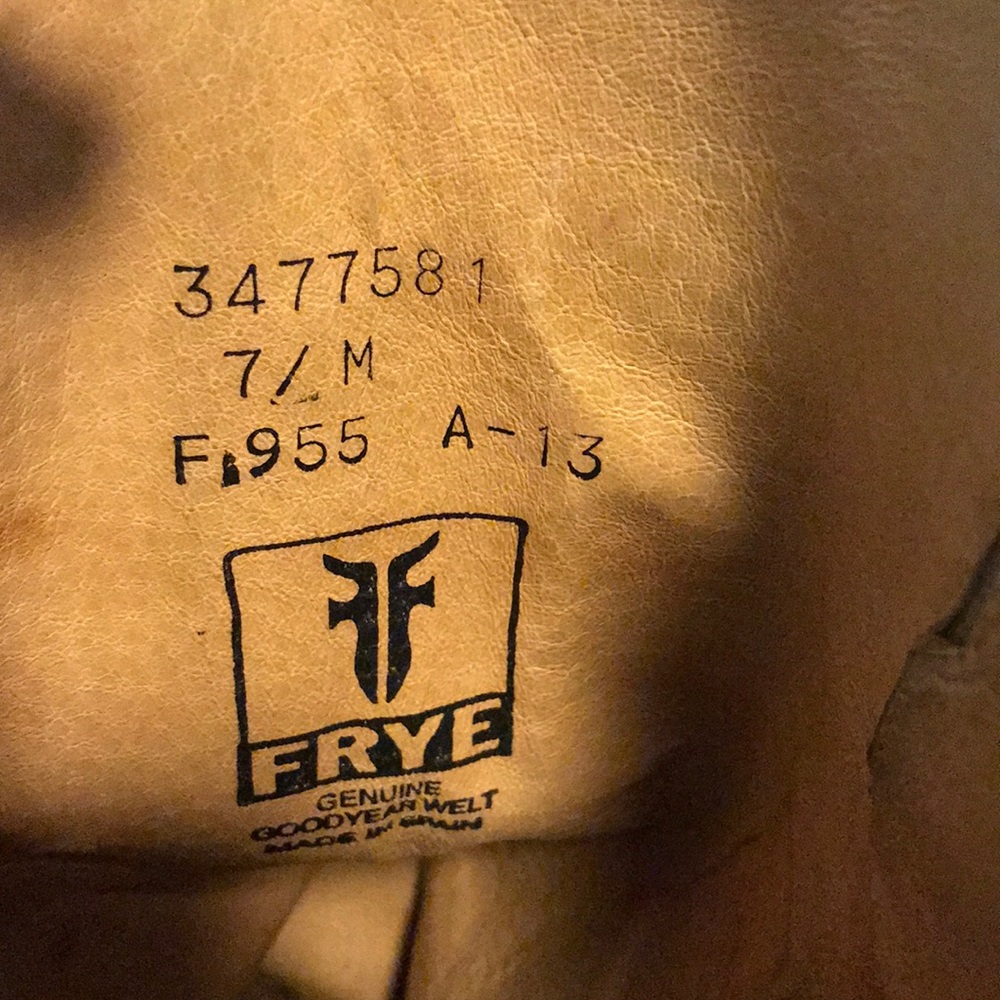 3477581
7/ M
F.955 A-13
FRYE
GENUINE
GOODYEAR WELT
MADE IN SPAIN